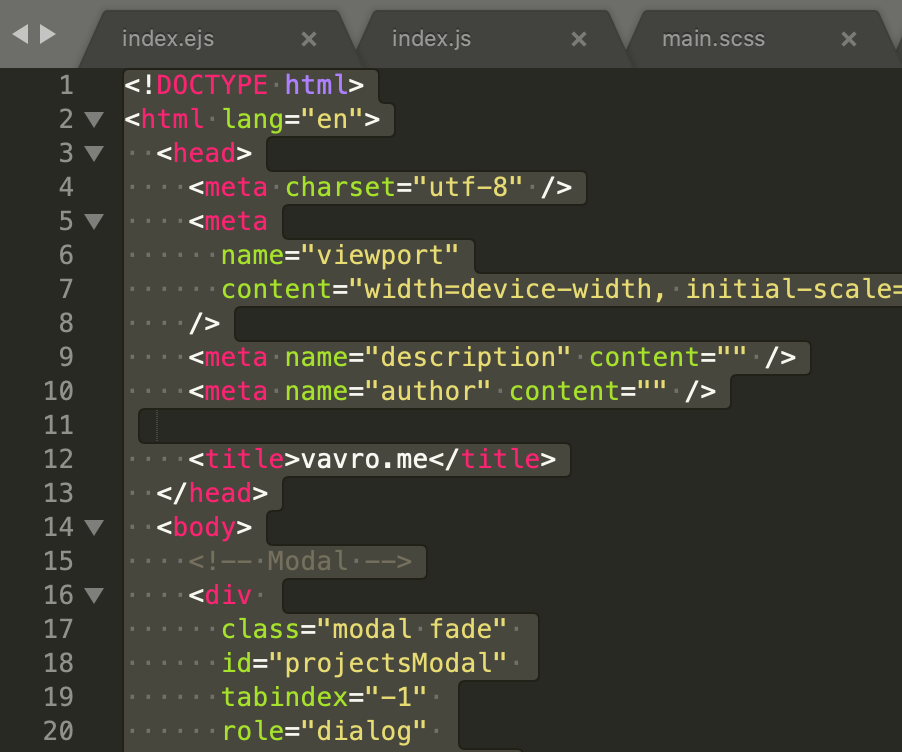 index.ejs × index.js × main.scss ×
1 <!DOCTYPE html>
2 <html lang="en">
3   <head>
4     <meta charset="utf-8" />
5     <meta
6       name="viewport"
7       content="width=device-width, initial-scale=
8     />
9     <meta name="description" content="" />
10     <meta name="author" content="" />
11
12     <title>vavro.me</title>
13   </head>
14   <body>
15     <!-- Modal -->
16     <div
17       class="modal fade"
18       id="projectsModal"
19       tabindex="-1"
20       role="dialog"